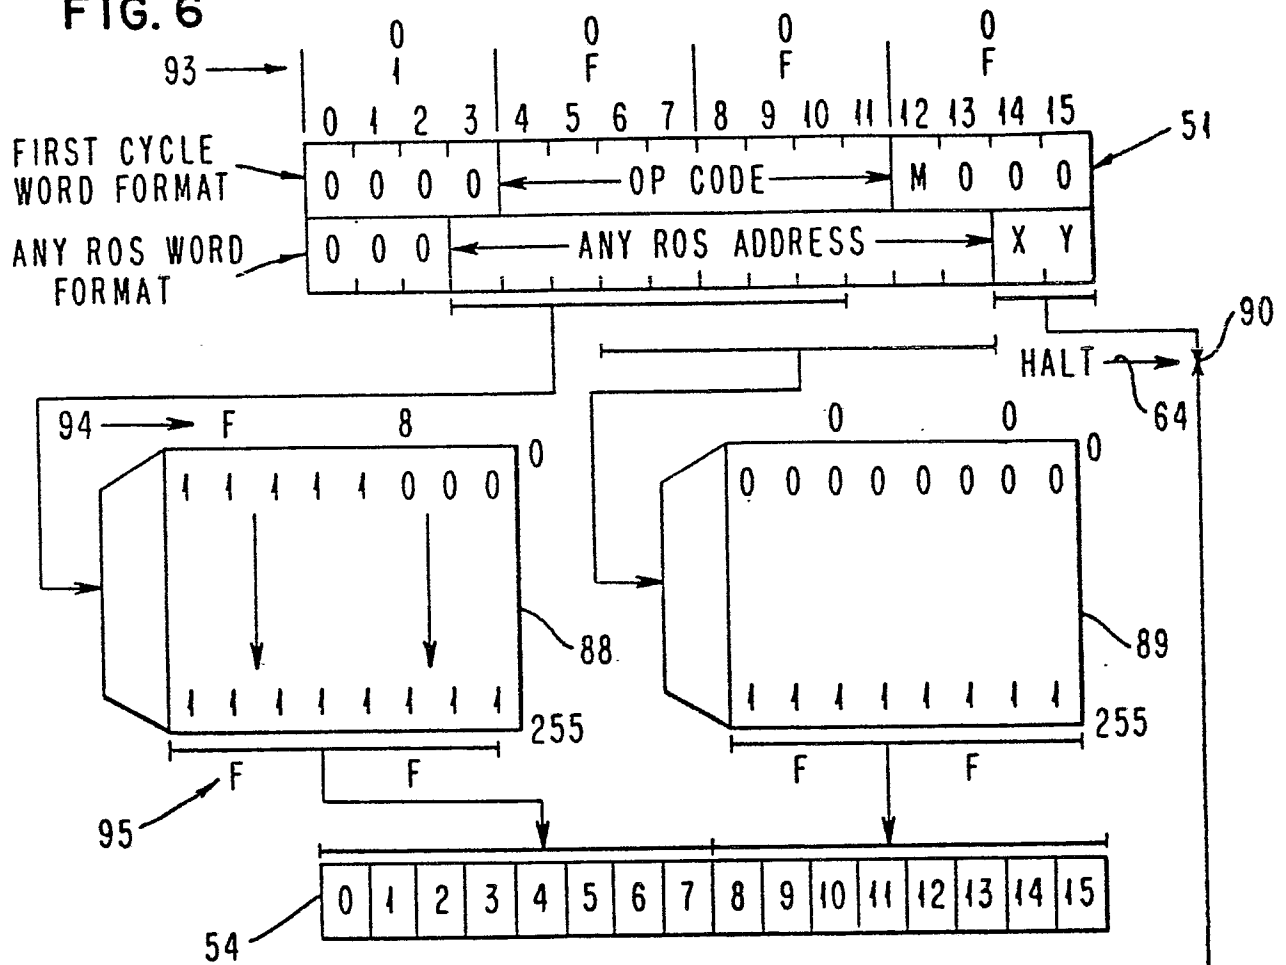 FIG. 6
0 0 0 0
93 1 F F F
0 1 2 3 4 5 6 7 8 9 10 11 12 13 14 15
51
FIRST CYCLE
WORD FORMAT
0 0 0 0 OP CODE M 0 0 0
ANY ROS WORD
FORMAT
0 0 0 ANY ROS ADDRESS X Y
90
HALT
64
94 F 8
0 0
0
1 1 1 1 1 0 0 0
0
0 0 0 0 0 0 0 0
88
89
1 1 1 1 1 1 1 1
255
1 1 1 1 1 1 1 1
255
95 F F
F F
54
0 1 2 3 4 5 6 7 8 9 10 11 12 13 14 15